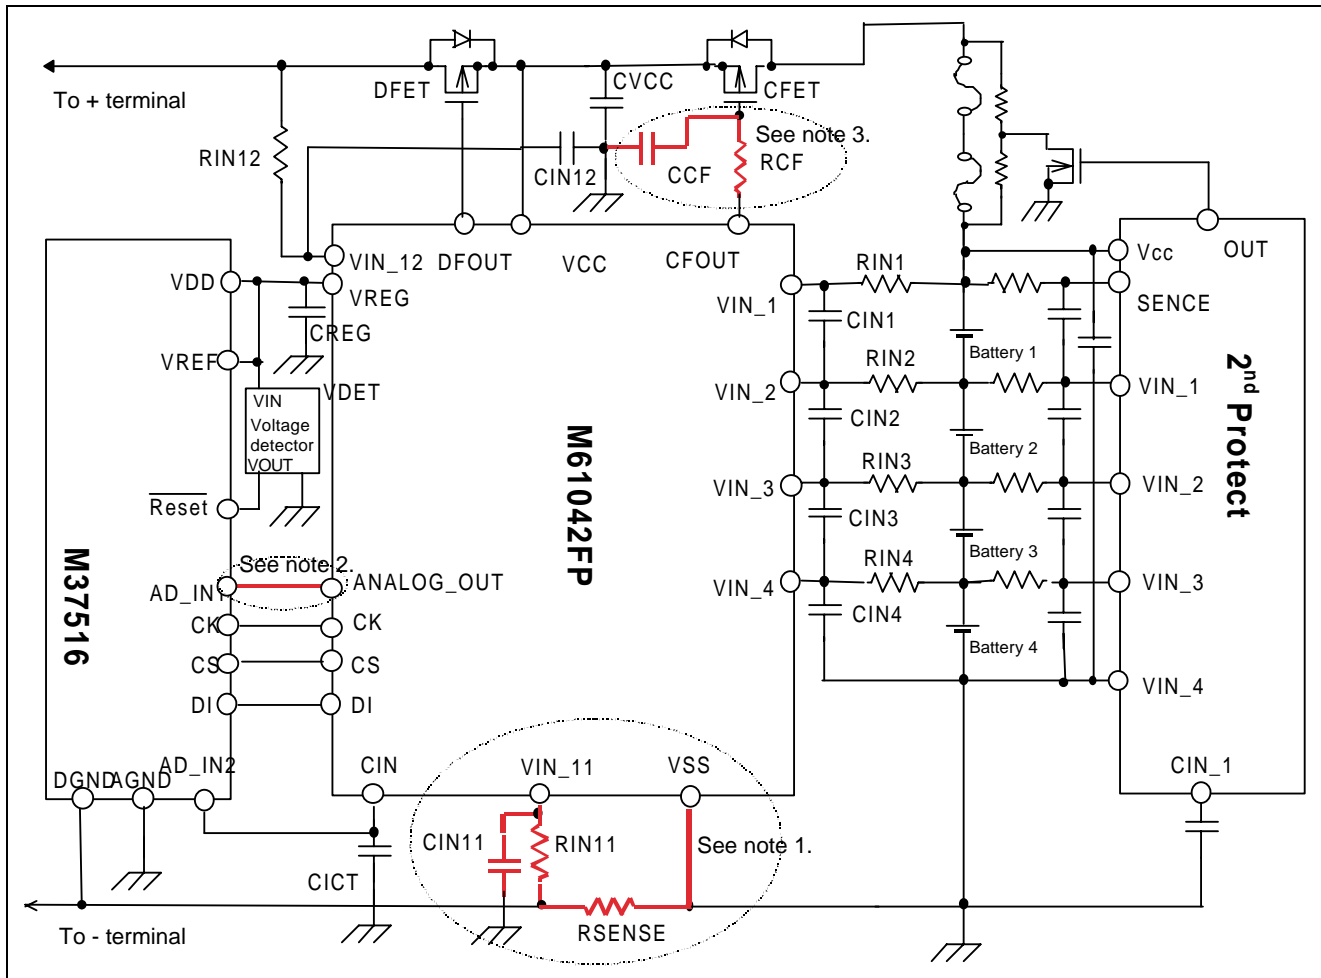 To + terminal
DFET
CVCC
CFET
See note 3.
RIN12
CIN12
CCF
RCF
VIN_12
DFOUT
VCC
CFOUT
RIN1
Vcc
OUT
VDD
VREG
VIN_1
SENCE
CREG
CIN1
VREF
VDET
RIN2
Battery 1
VIN_2
VIN_1
VIN
Voltage
detector
VOUT
CIN2
2nd Protect
M61042FP
RIN3
Battery 2
VIN_3
VIN_2
Reset
CIN3
M37516
See note 2.
RIN4
Battery 3
AD_IN1
ANALOG_OUT
VIN_4
VIN_3
CK
CK
CIN4
CS
CS
Battery 4
DI
DI
VIN_4
DGND
AGND
AD_IN2
CIN
VIN_11
VSS
CIN_1
CIN11
RIN11
See note 1.
CICT
To - terminal
RSENSE